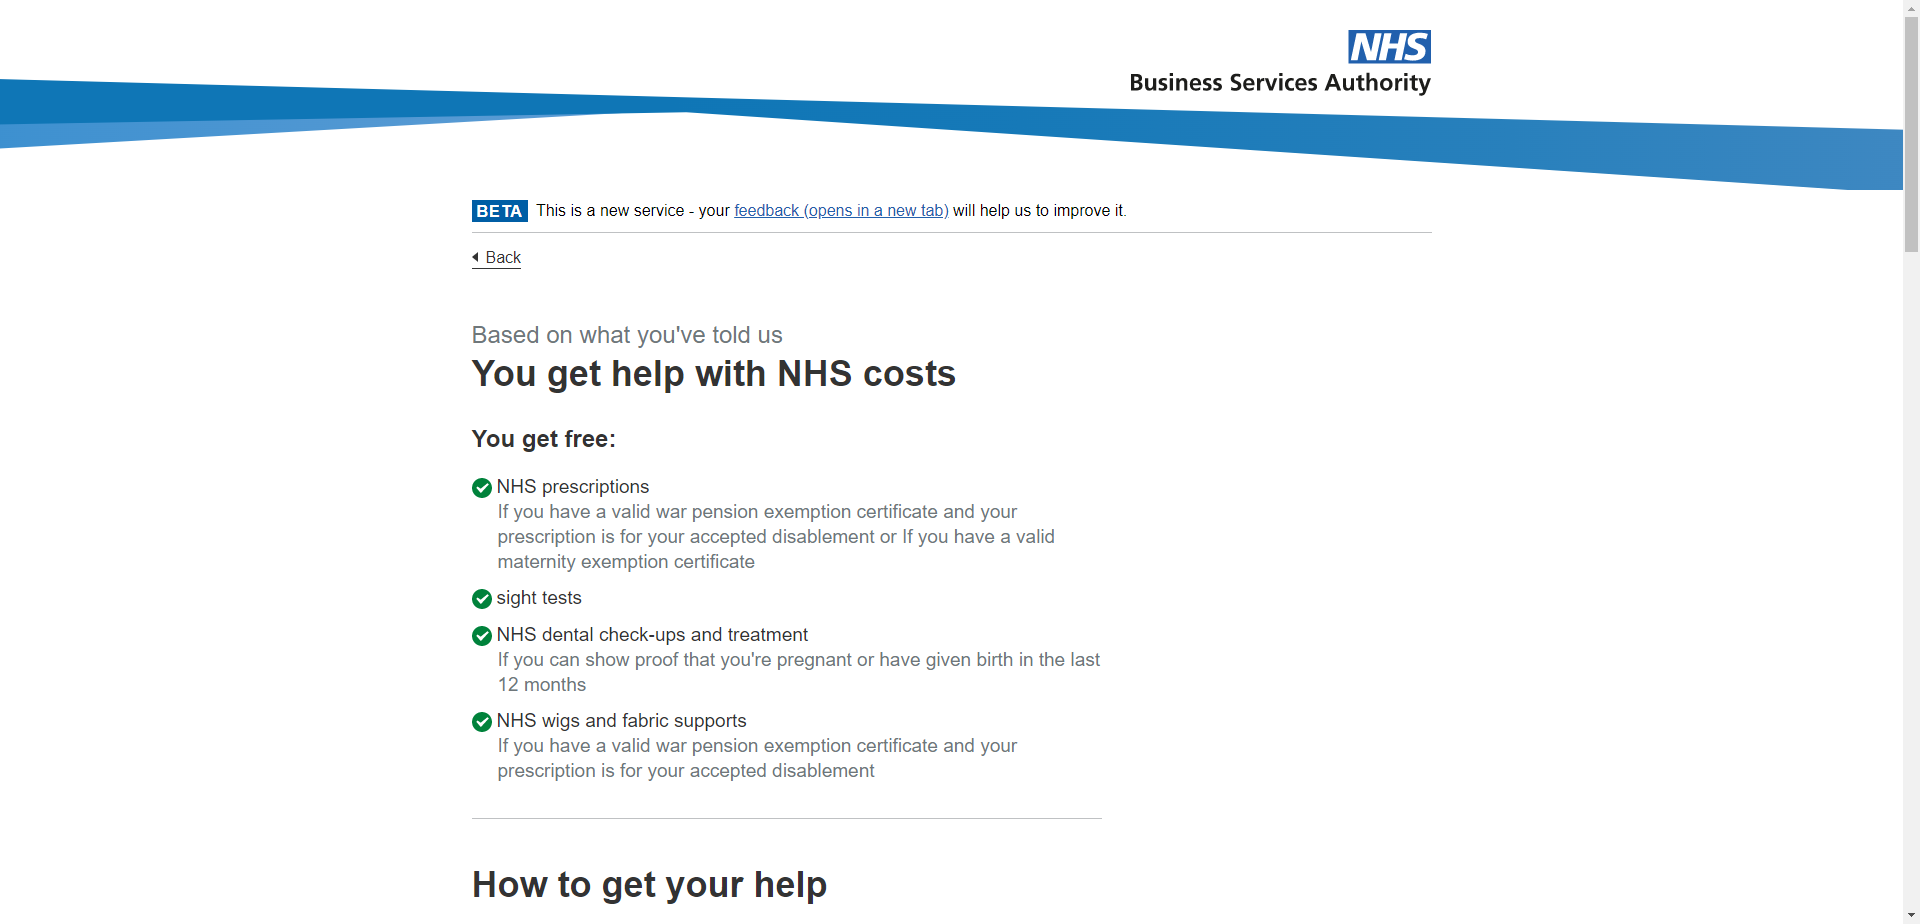 NHS
Business Services Authority
BETA This is a new service - your feedback (opens in a new tab) will help us to improve it.
Back
Based on what you've told us
You get help with NHS costs
You get free:
NHS prescriptions
If you have a valid war pension exemption certificate and your
prescription is for your accepted disablement or If you have a valid
maternity exemption certificate
sight tests
NHS dental check-ups and treatment
If you can show proof that you're pregnant or have given birth in the last
12 months
NHS wigs and fabric supports
If you have a valid war pension exemption certificate and your
prescription is for your accepted disablement
How to get your help